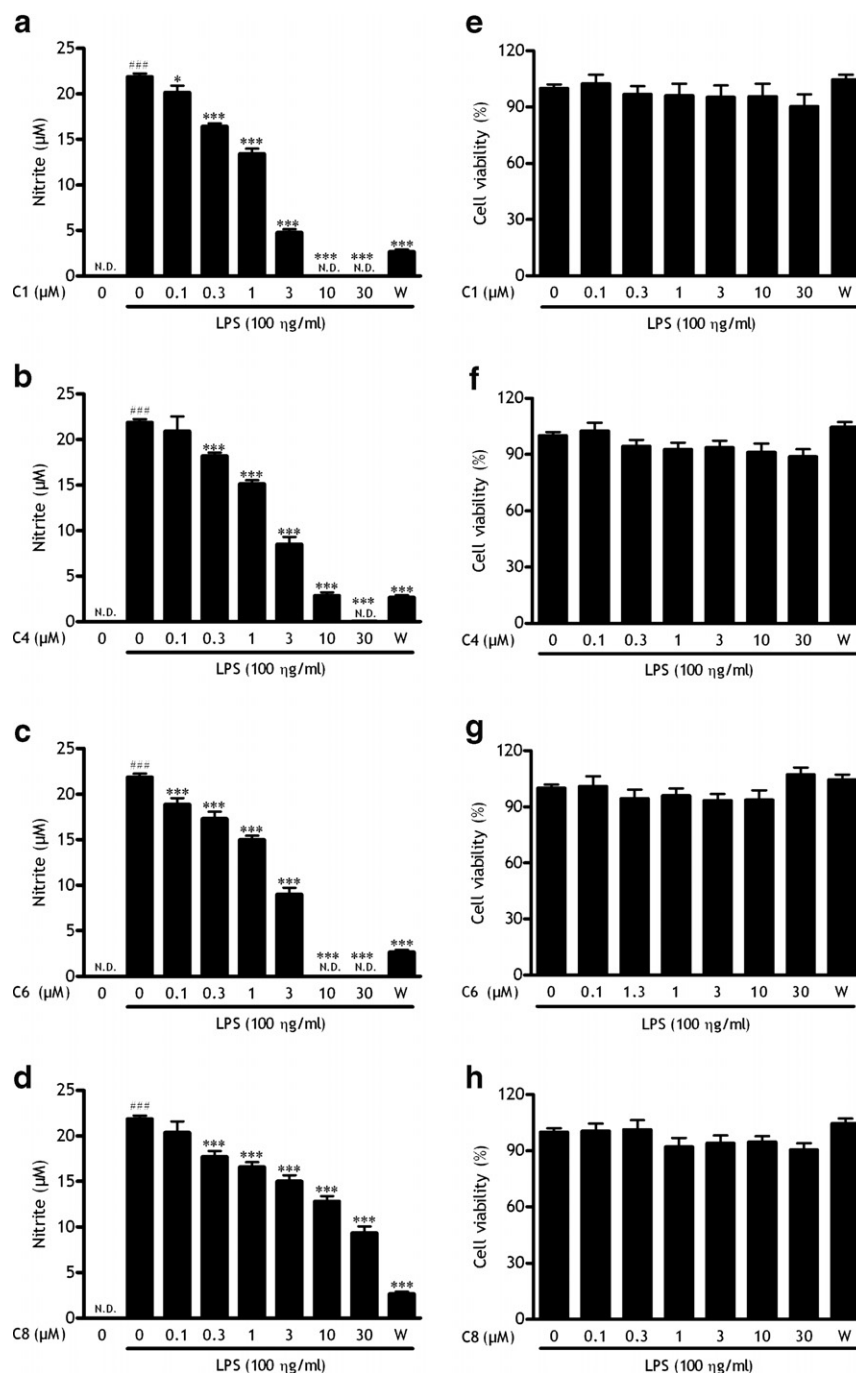 a
25
###
*
20
***
Nitrite (μM)
15
***
10
5
***
*** *** ***
N.D. N.D. N.D.
0
C1 (μM) 0 0 0.1 0.3 1 3 10 30 W
LPS (100 ηg/ml)
e
120
90
Cell viability (%)
60
30
0
C1 (μM) 0 0.1 0.3 1 3 10 30 W
LPS (100 ηg/ml)
b
25
###
20
***
Nitrite (μM)
15
***
10
***
5
*** *** ***
N.D. N.D.
0
C4 (μM) 0 0 0.1 0.3 1 3 10 30 W
LPS (100 ηg/ml)
f
120
90
Cell viability (%)
60
30
0
C4 (μM) 0 0.1 0.3 1 3 10 30 W
LPS (100 ηg/ml)
c
25
###
20
*** ***
Nitrite (μM)
15
***
10
***
5
*** *** ***
N.D. N.D. N.D.
0
C6 (μM) 0 0 0.1 0.3 1 3 10 30 W
LPS (100 ηg/ml)
g
120
90
Cell viability (%)
60
30
0
C6 (μM) 0 0.1 1.3 1 3 10 30 W
LPS (100 ηg/ml)
d
25
###
20
*** *** ***
Nitrite (μM)
15
***
10
***
5
***
N.D.
0
C8 (μM) 0 0 0.1 0.3 1 3 10 30 W
LPS (100 ηg/ml)
h
120
90
Cell viability (%)
60
30
0
C8 (μM) 0 0.1 0.3 1 3 10 30 W
LPS (100 ηg/ml)